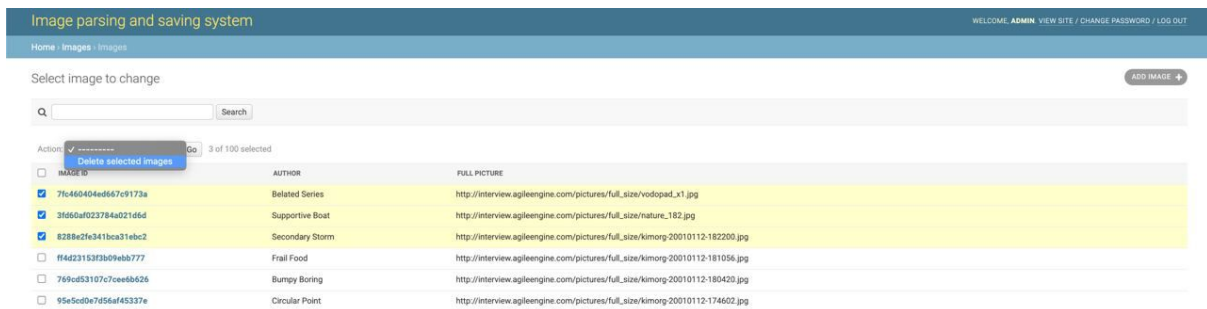 Image parsing and saving system
WELCOME, ADMIN. VIEW SITE / CHANGE PASSWORD / LOG OUT
Home › Images › Images
Select image to change
ADD IMAGE +
Search
Action: ✓ --------- Go 3 of 100 selected
Delete selected images
IMAGE ID AUTHOR FULL PICTURE
7fc460404ed667c9173a Belated Series http://interview.agileengine.com/pictures/full_size/vodopad_x1.jpg
3fd60af023784a021d6d Supportive Boat http://interview.agileengine.com/pictures/full_size/nature_182.jpg
8288e2fe341bca31ebc2 Secondary Storm http://interview.agileengine.com/pictures/full_size/kimorg-20010112-182200.jpg
ff4d23153f3b09ebb777 Frail Food http://interview.agileengine.com/pictures/full_size/kimorg-20010112-181056.jpg
769cd53107c7cee6b626 Bumpy Boring http://interview.agileengine.com/pictures/full_size/kimorg-20010112-180420.jpg
95e5cd0e7d56af45337e Circular Point http://interview.agileengine.com/pictures/full_size/kimorg-20010112-174602.jpg